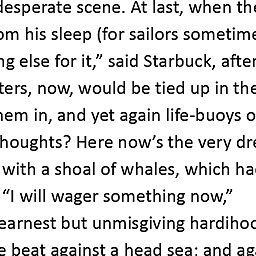 desperate scene. At last, when the
om his sleep (for sailors sometime
ng else for it,” said Starbuck, after
ters, now, would be tied up in the
hem in, and yet again life-buoys o
houghts? Here now’s the very dre
with a shoal of whales, which ha
“I will wager something now,”
earnest but unmisgiving hardihoo
e beat against a head sea; and aga